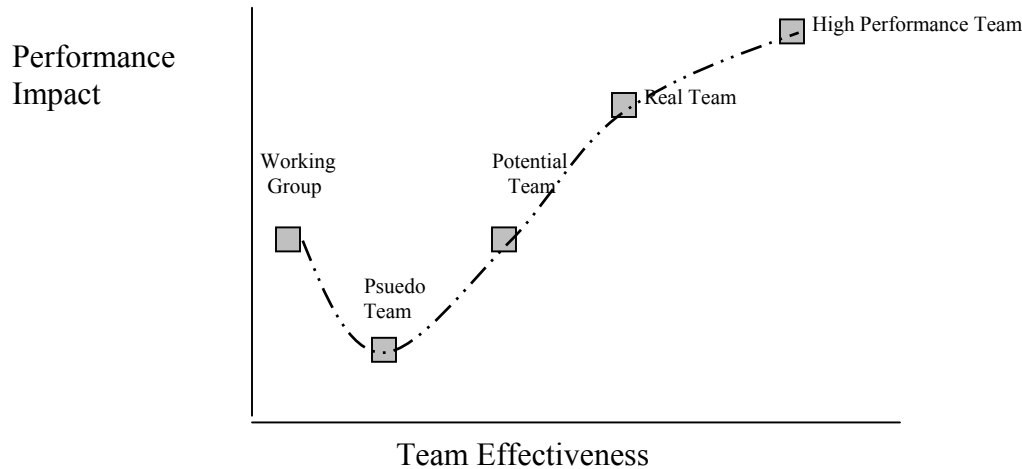 High Performance Team
Performance
Impact
Real Team
Working
Group
Potential
Team
Psuedo
Team
Team Effectiveness